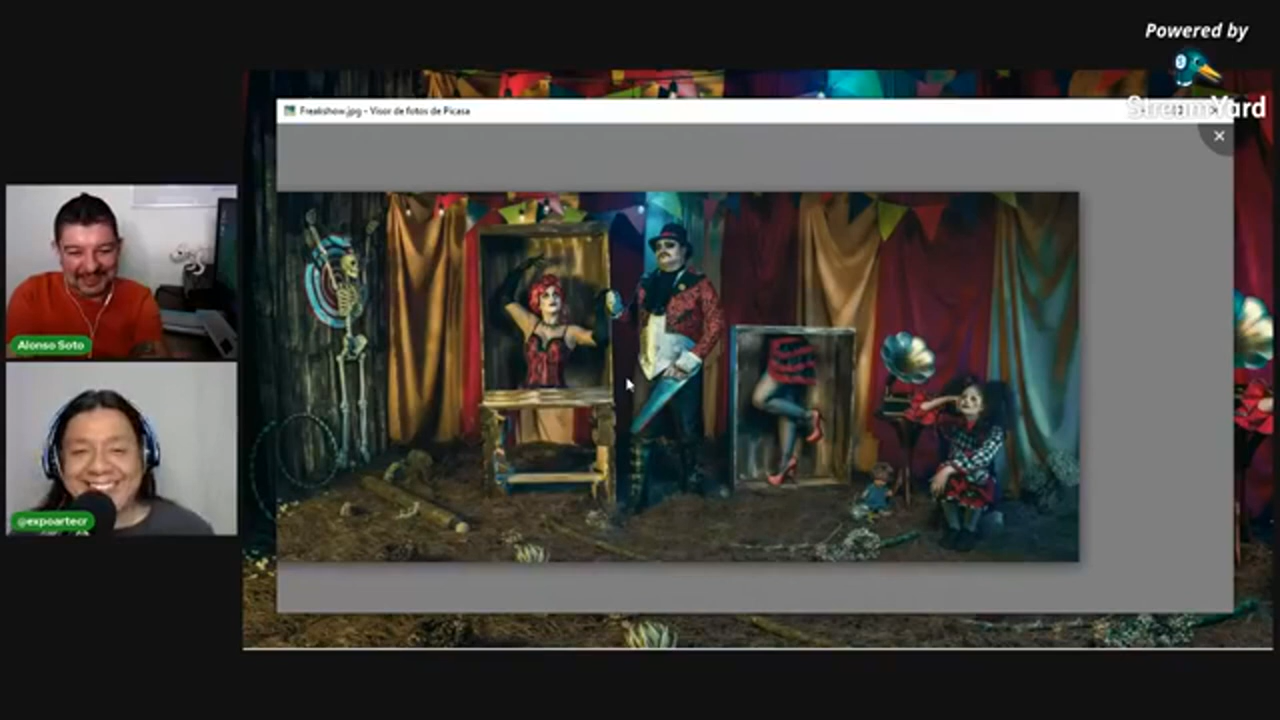 Powered by
StreamYard
Freakshow.jpg - Visor de fotos de Picasa
Alonso Soto
@expoartecr